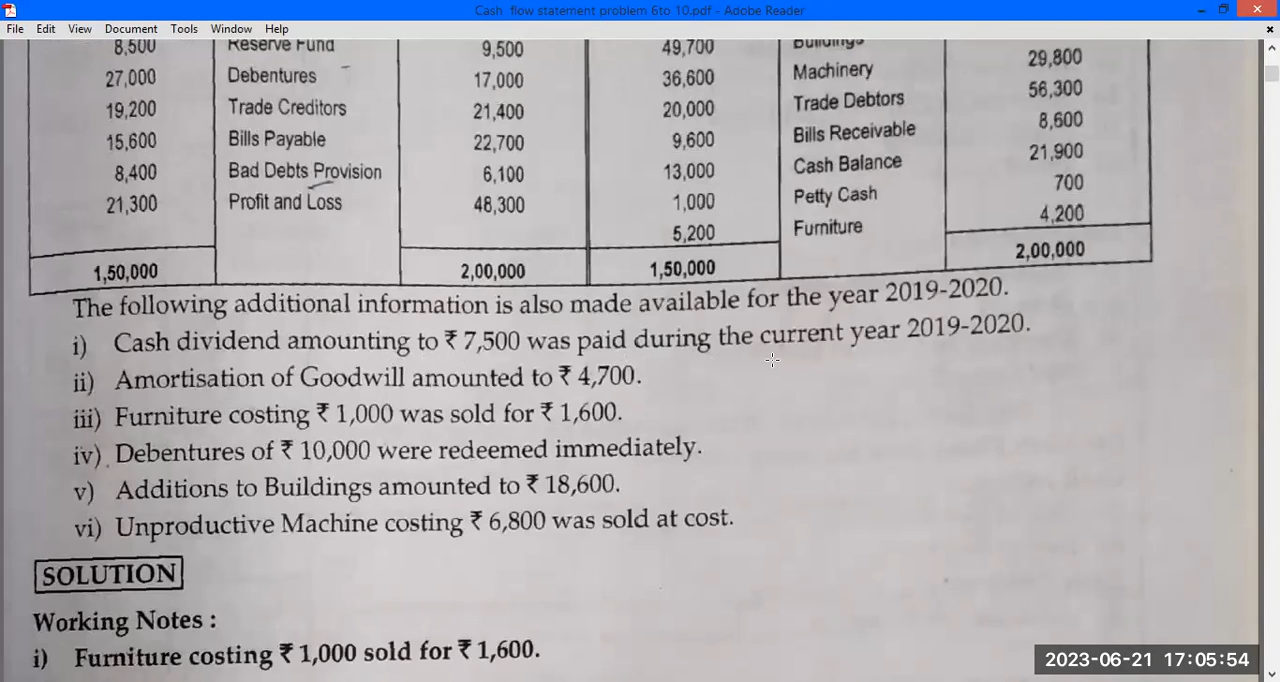 Cash flow statement problem 6to 10.pdf - Adobe Reader
File Edit View Document Tools Window Help
8,500 Reserve Fund 9,500 49,700 Buildings 29,800
27,000 Debentures 17,000 36,600 Machinery 56,300
19,200 Trade Creditors 21,400 20,000 Trade Debtors 8,600
15,600 Bills Payable 22,700 9,600 Bills Receivable 21,900
8,400 Bad Debts Provision 6,100 13,000 Cash Balance 700
21,300 Profit and Loss 48,300 1,000 Petty Cash 4,200
5,200 Furniture
1,50,000 2,00,000 1,50,000 2,00,000
The following additional information is also made available for the year 2019-2020.
i) Cash dividend amounting to ₹ 7,500 was paid during the current year 2019-2020.
ii) Amortisation of Goodwill amounted to ₹ 4,700.
iii) Furniture costing ₹ 1,000 was sold for ₹ 1,600.
iv) Debentures of ₹ 10,000 were redeemed immediately.
v) Additions to Buildings amounted to ₹ 18,600.
vi) Unproductive Machine costing ₹ 6,800 was sold at cost.
SOLUTION
Working Notes :
i) Furniture costing ₹ 1,000 sold for ₹ 1,600.
2023-06-21 17:05:54